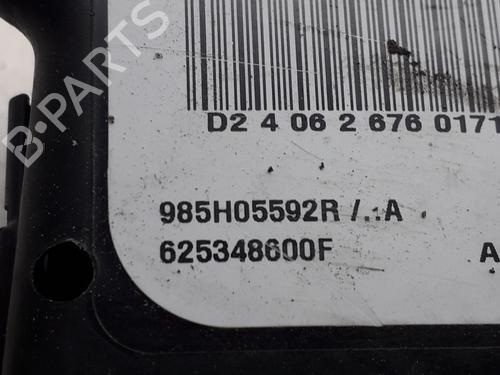 B-PARTS
D2 4 06 2 676 0171
985H05592R /..A
625348600F A